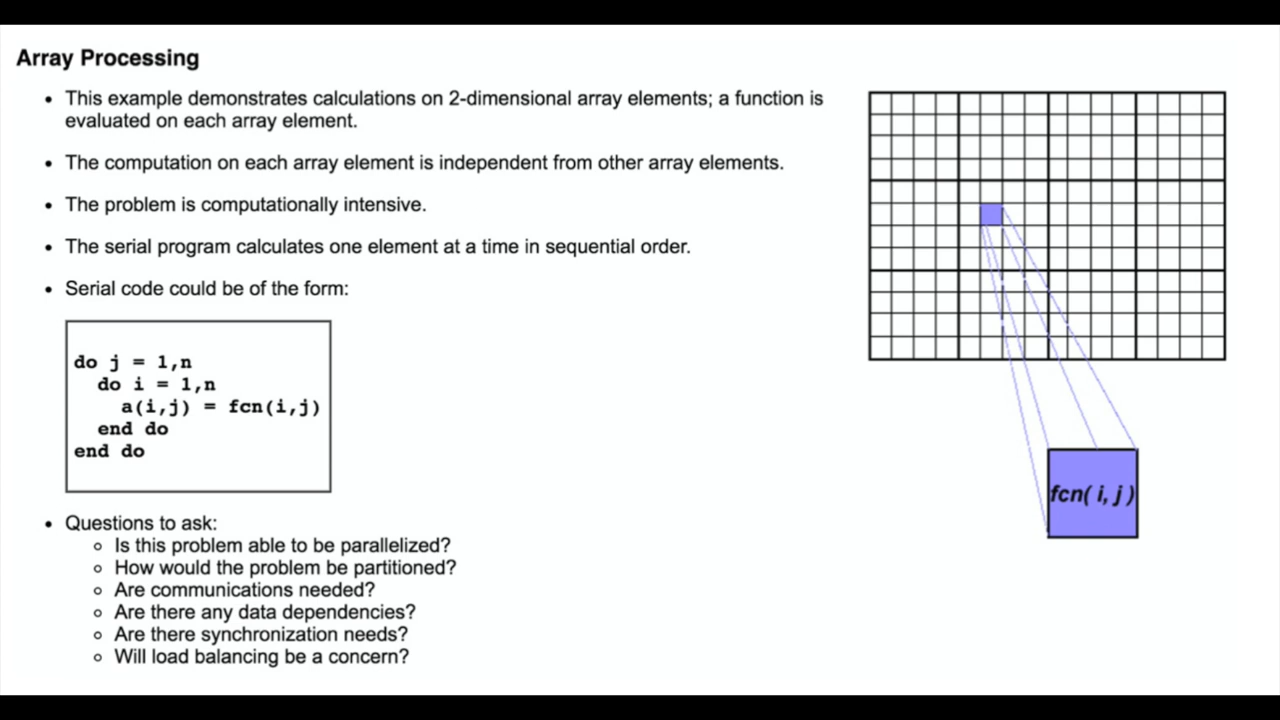 Array Processing
• This example demonstrates calculations on 2-dimensional array elements; a function is
evaluated on each array element.
• The computation on each array element is independent from other array elements.
• The problem is computationally intensive.
• The serial program calculates one element at a time in sequential order.
• Serial code could be of the form:
do j = 1,n
  do i = 1,n
    a(i,j) = fcn(i,j)
  end do
end do
• Questions to ask:
○ Is this problem able to be parallelized?
○ How would the problem be partitioned?
○ Are communications needed?
○ Are there any data dependencies?
○ Are there synchronization needs?
○ Will load balancing be a concern?
fcn( i, j )